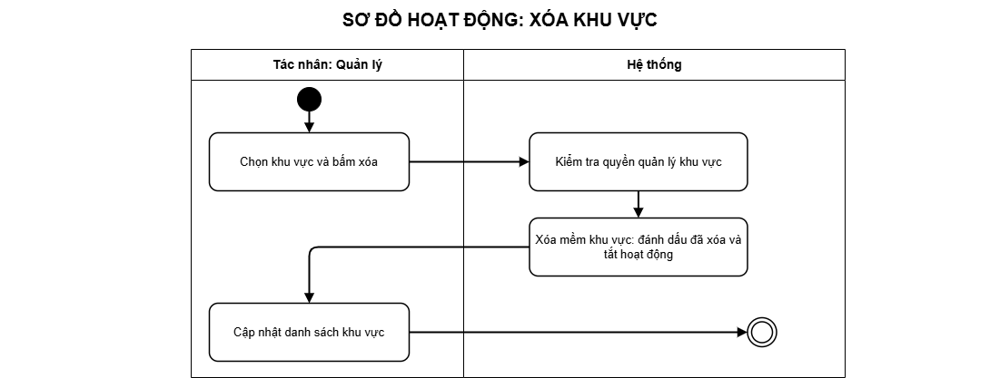 SƠ ĐỒ HOẠT ĐỘNG: XÓA KHU VỰC
Tác nhân: Quản lý
Hệ thống
Chọn khu vực và bấm xóa
Kiểm tra quyền quản lý khu vực
Xóa mềm khu vực: đánh dấu đã xóa và
tắt hoạt động
Cập nhật danh sách khu vực